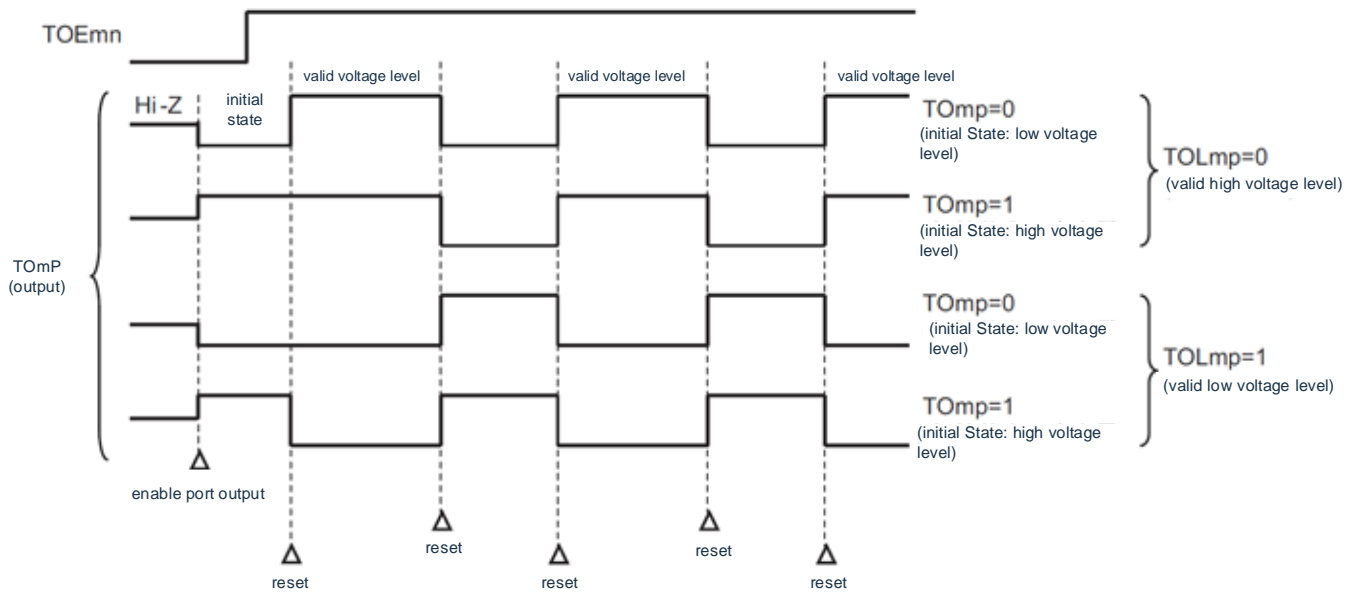 TOEmn
valid voltage level
valid voltage level
valid voltage level
Hi -Z
initial
state
TOmp=0
(initial State: low voltage
level)
TOLmp=0
(valid high voltage level)
TOmp=1
(initial State: high voltage
level)
TOmP
(output)
TOmp=0
(initial State: low voltage
level)
TOLmp=1
(valid low voltage level)
TOmp=1
(initial State: high voltage
level)
enable port output
reset
reset
reset
reset
reset